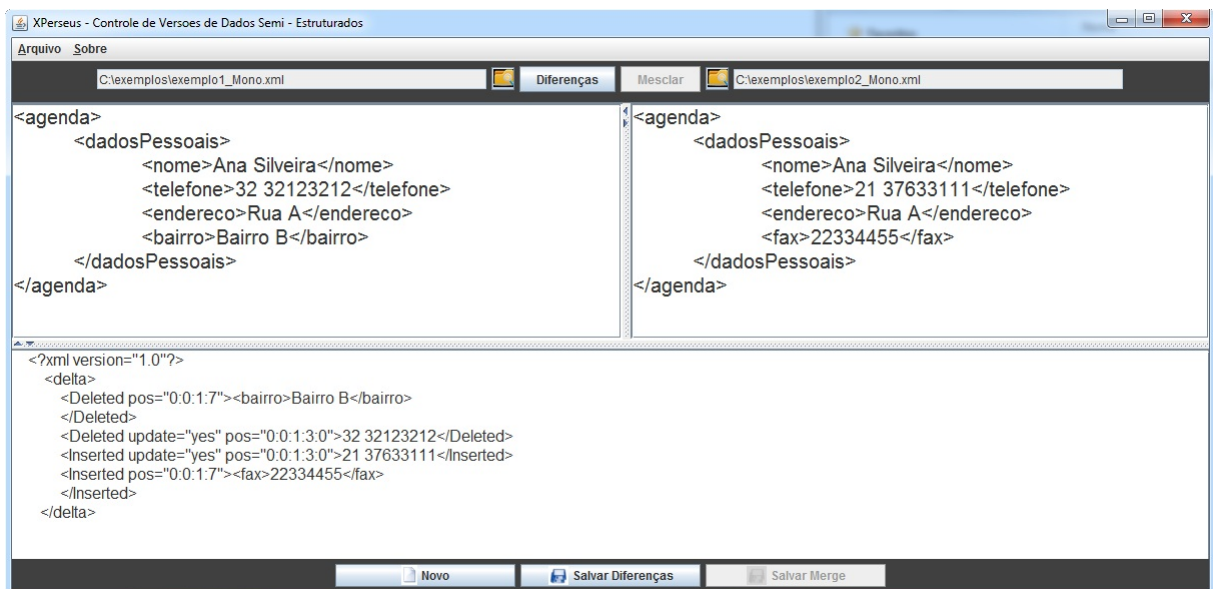 XPerseus - Controle de Versoes de Dados Semi - Estruturados
Arquivo Sobre
C:\exemplos\exemplo1_Mono.xml Diferenças Mesclar C:\exemplos\exemplo2_Mono.xml
<agenda>
<dadosPessoais>
<nome>Ana Silveira</nome>
<telefone>32 32123212</telefone>
<endereco>Rua A</endereco>
<bairro>Bairro B</bairro>
</dadosPessoais>
</agenda>
<agenda>
<dadosPessoais>
<nome>Ana Silveira</nome>
<telefone>21 37633111</telefone>
<endereco>Rua A</endereco>
<fax>22334455</fax>
</dadosPessoais>
</agenda>
<?xml version="1.0"?>
<delta>
<Deleted pos="0:0:1:7"><bairro>Bairro B</bairro>
</Deleted>
<Deleted update="yes" pos="0:0:1:3:0">32 32123212</Deleted>
<Inserted update="yes" pos="0:0:1:3:0">21 37633111</Inserted>
<Inserted pos="0:0:1:7"><fax>22334455</fax>
</Inserted>
</delta>
Novo Salvar Diferenças Salvar Merge